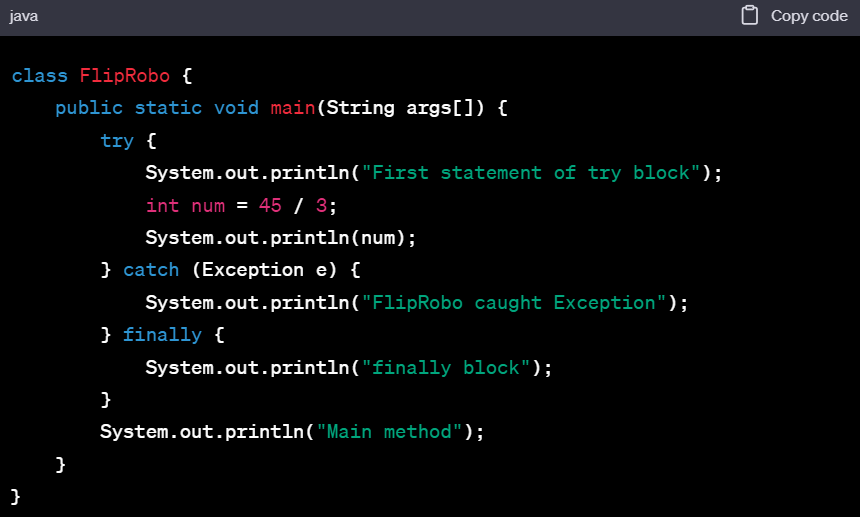 java
Copy code
class FlipRobo {
    public static void main(String args[]) {
        try {
            System.out.println("First statement of try block");
            int num = 45 / 3;
            System.out.println(num);
        } catch (Exception e) {
            System.out.println("FlipRobo caught Exception");
        } finally {
            System.out.println("finally block");
        }
        System.out.println("Main method");
    }
}